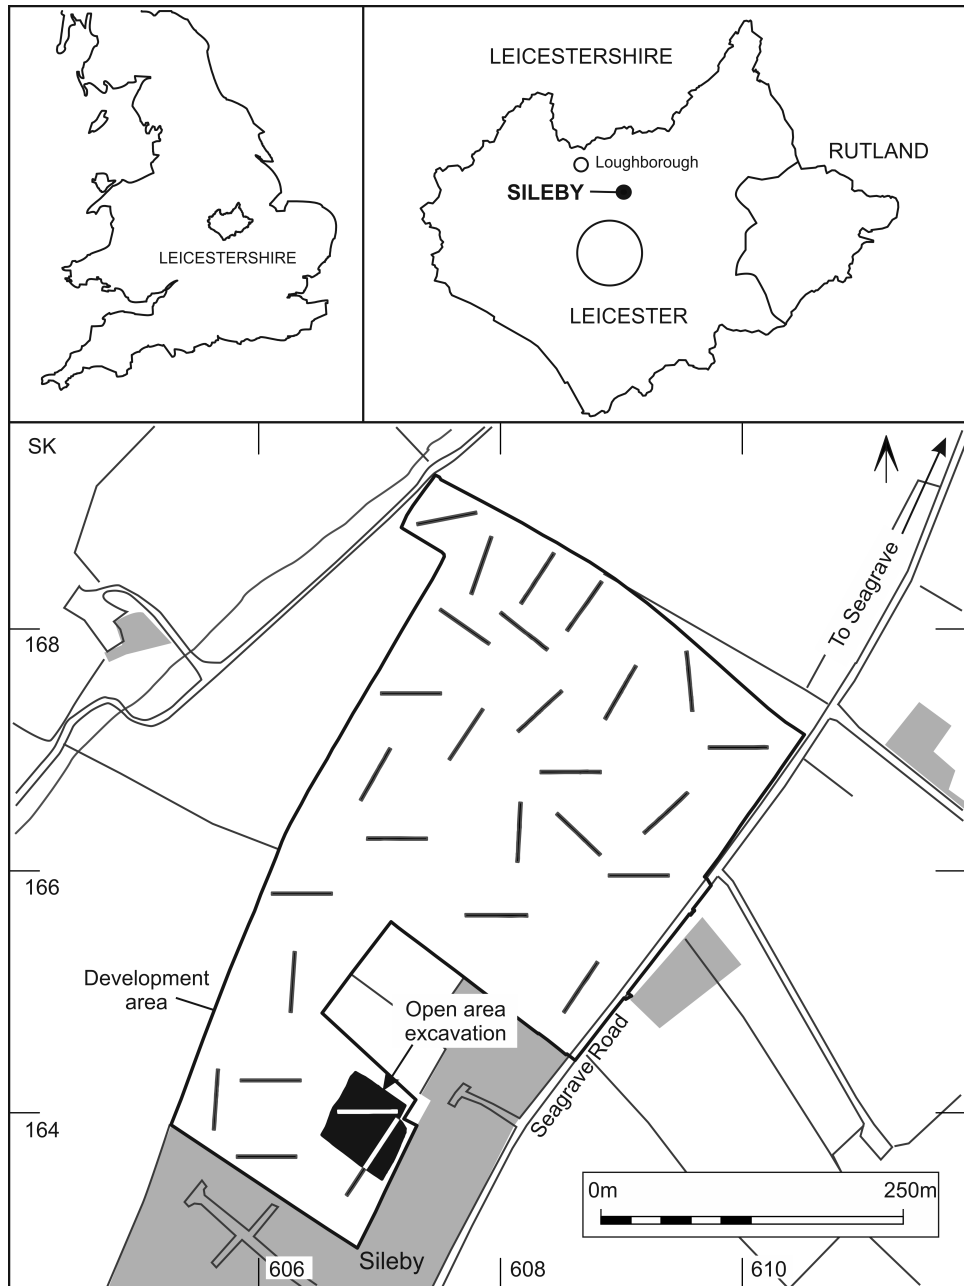 LEICESTERSHIRE
LEICESTERSHIRE
Loughborough
RUTLAND
SILEBY
LEICESTER
SK
To Seagrave
168
166
Development
area
Open area
excavation
Seagrave Road
164
0m
250m
Sileby
606
608
610